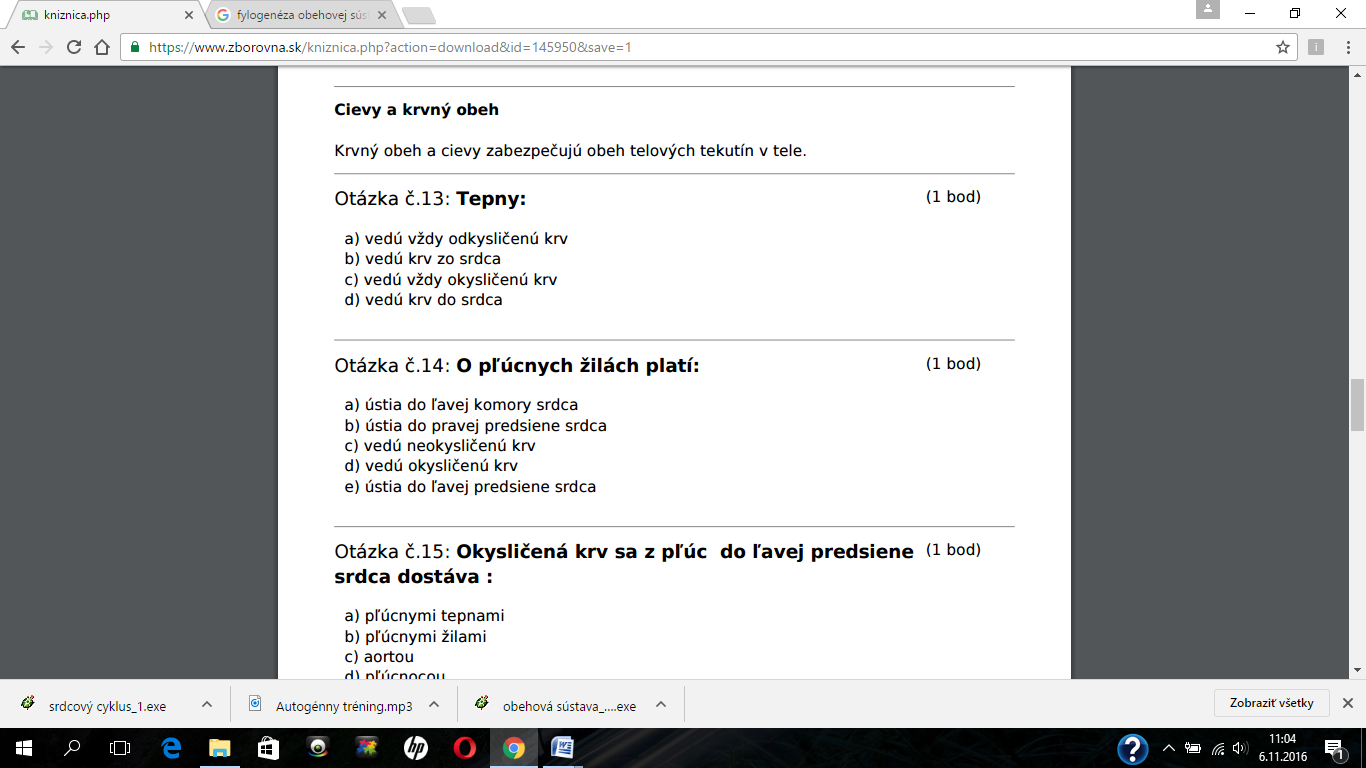 kniznica.php
fylogenéza obehovej sús
https://www.zborovna.sk/kniznica.php?action=download&id=145950&save=1
Cievy a krvný obeh
Krvný obeh a cievy zabezpečujú obeh telových tekutín v tele.
Otázka č.13: Tepny: (1 bod)
a) vedú vždy odkysličenú krv
b) vedú krv zo srdca
c) vedú vždy okysličenú krv
d) vedú krv do srdca
Otázka č.14: O pľúcnych žilách platí: (1 bod)
a) ústia do ľavej komory srdca
b) ústia do pravej predsiene srdca
c) vedú neokysličenú krv
d) vedú okysličenú krv
e) ústia do ľavej predsiene srdca
Otázka č.15: Okysličená krv sa z pľúc do ľavej predsiene (1 bod)
srdca dostáva :
a) pľúcnymi tepnami
b) pľúcnymi žilami
c) aortou
d) pľúcnocou
srdcový cyklus_1.exe
Autogénny tréning.mp3
obehová sústava_....exe
Zobraziť všetky
hp
11:04
6.11.2016
1